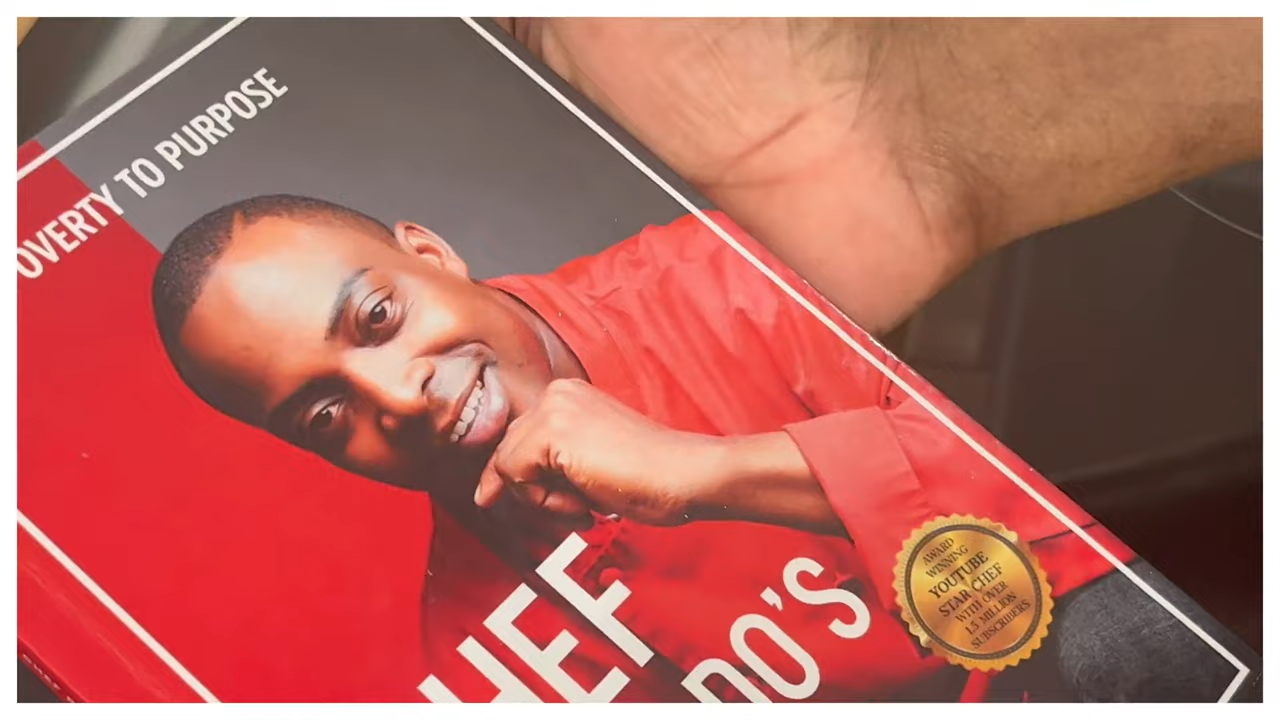 OVERTY TO PURPOSE
HEF
DO'S
AWARD
WINNING
YOUTUBE
STAR CHEF
WITH OVER
1.5 MILLION
SUBSCRIBERS